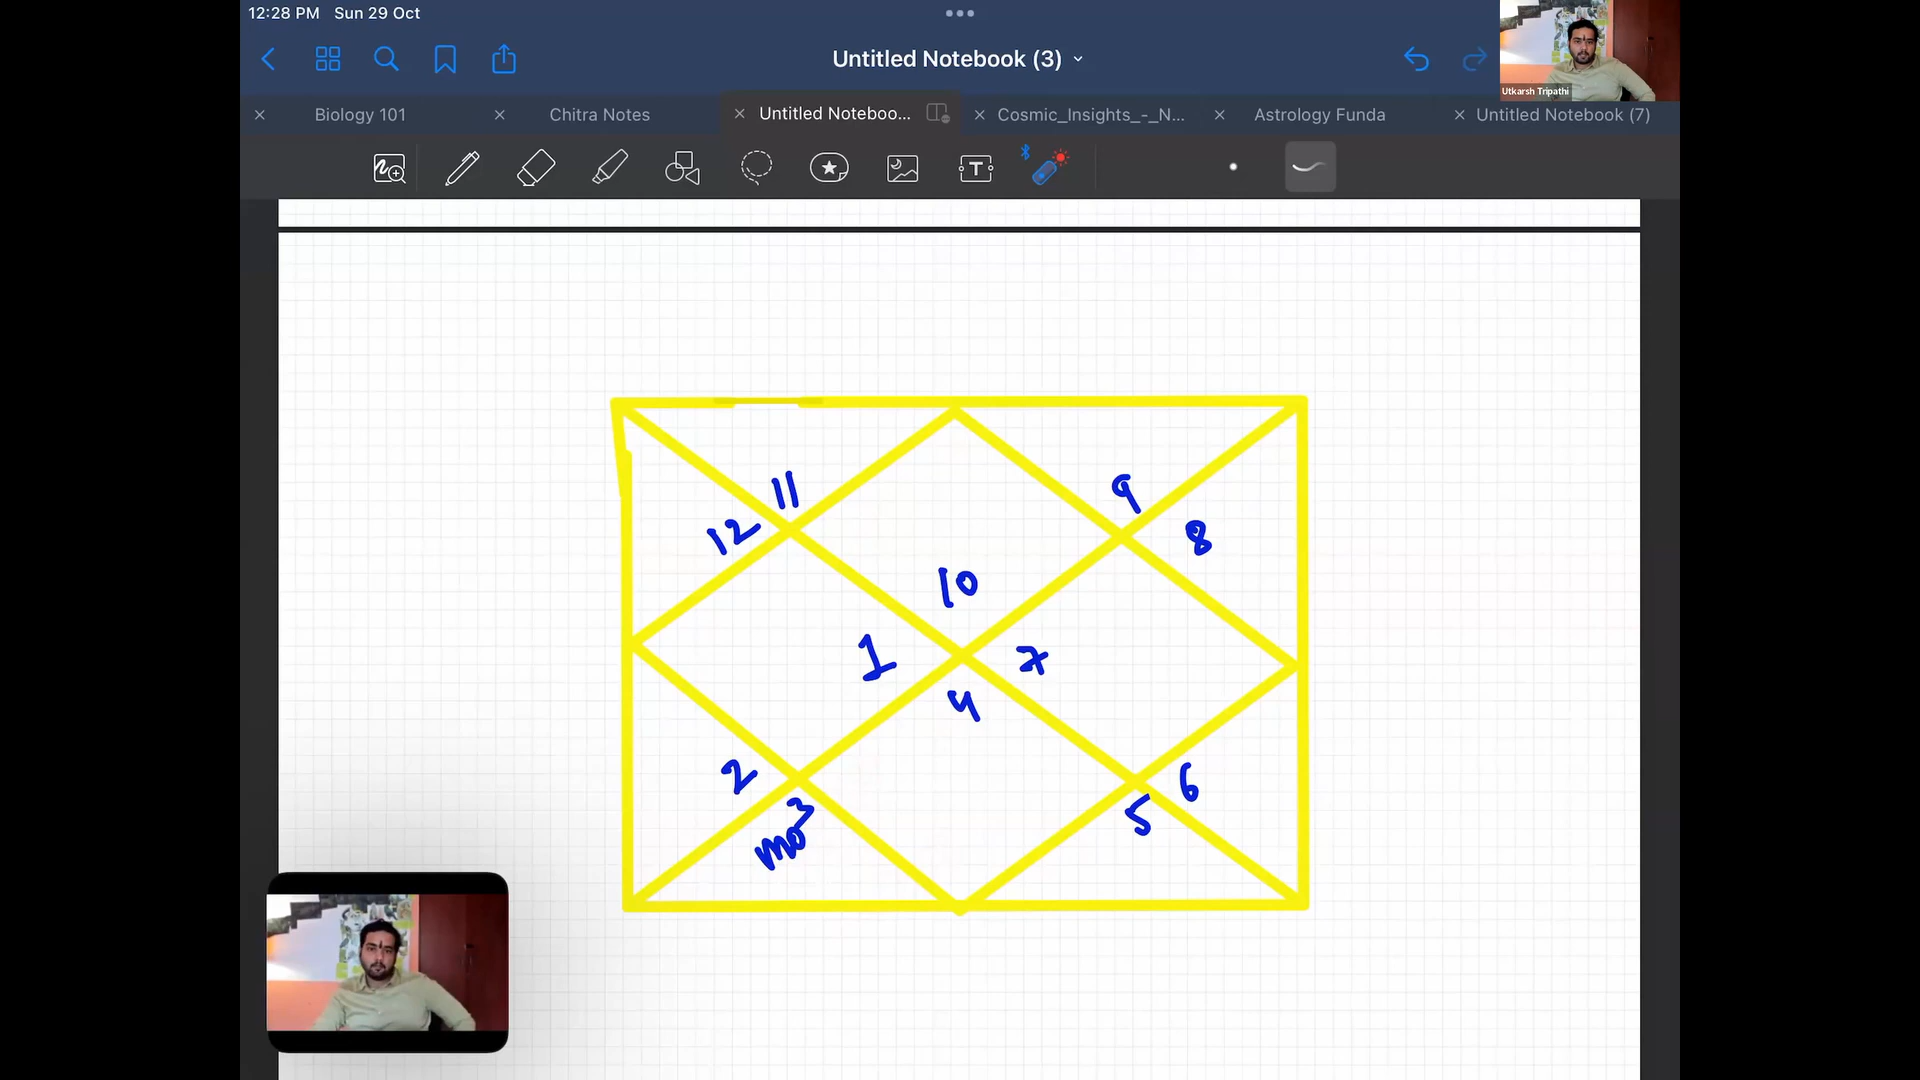 12:28 PM Sun 29 Oct
Untitled Notebook (3)
Utkarsh Tripathi
Biology 101
Chitra Notes
Untitled Noteboo...
Cosmic_Insights_-_N...
Astrology Funda
Untitled Notebook (7)
T
11
9
12
8
10
1
7
4
2
3
6
5
mo